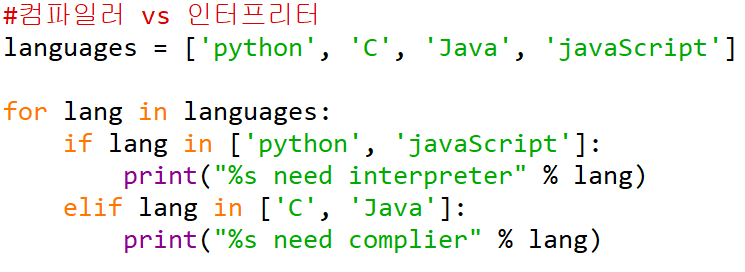 #컴파일러 vs 인터프리터
languages = ['python', 'C', 'Java', 'javaScript']
for lang in languages:
    if lang in ['python', 'javaScript']:
        print("%s need interpreter" % lang)
    elif lang in ['C', 'Java']:
        print("%s need complier" % lang)